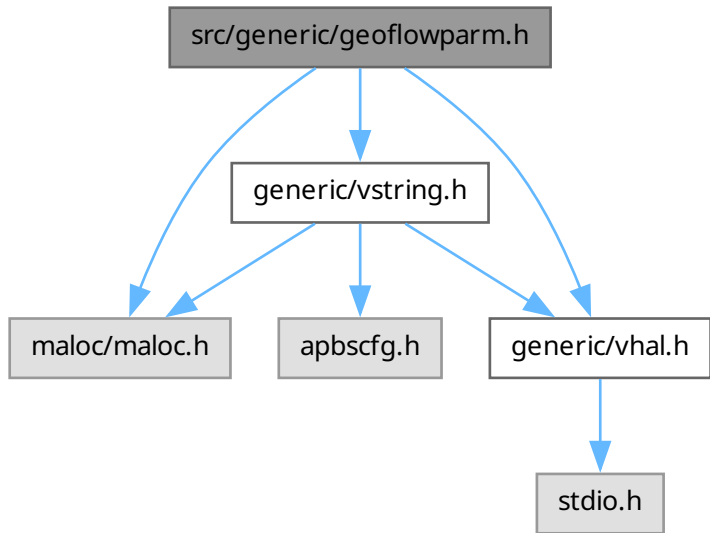 src/generic/geoflowparm.h
generic/vstring.h
maloc/maloc.h
apbscfg.h
generic/vhal.h
stdio.h